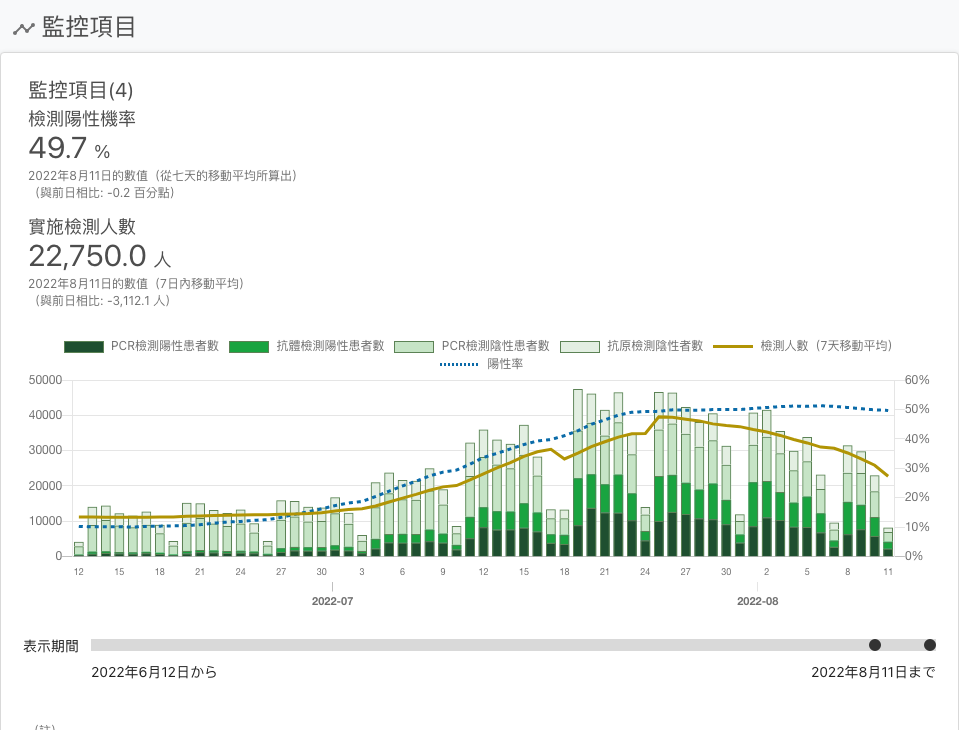 監控項目
監控項目(4)
檢測陽性機率
49.7 %
2022年8月11日的數值（從七天的移動平均所算出）
（與前日相比: -0.2 百分點）
實施檢測人數
22,750.0 人
2022年8月11日的數值（7日內移動平均）
（與前日相比: -3,112.1 人）
PCR檢測陽性患者數 抗體檢測陽性患者數 PCR檢測陰性患者數 抗原檢測陰性者數 檢測人數（7天移動平均）
陽性率
50000 60%
50%
40000
40%
30000
30%
20000
20%
10000
10%
0 0%
12 15 18 21 24 27 30 3 6 9 12 15 18 21 24 27 30 2 5 8 11
2022-07 2022-08
表示期間
2022年6月12日から 2022年8月11日まで
（註）